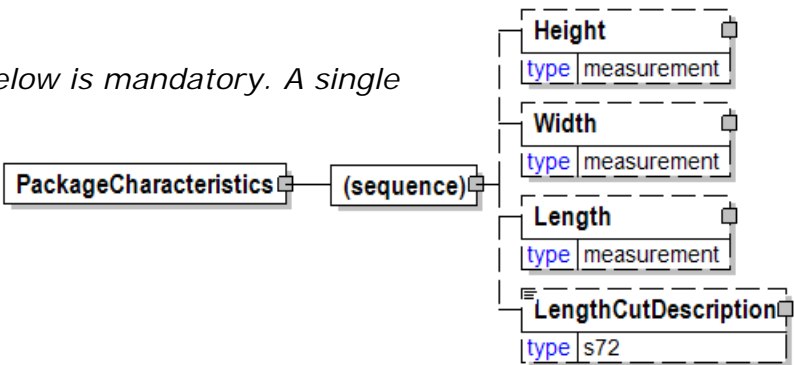 elow is mandatory. A single
PackageCharacteristics
(sequence)
Height
type measurement
Width
type measurement
Length
type measurement
LengthCutDescription
type s72